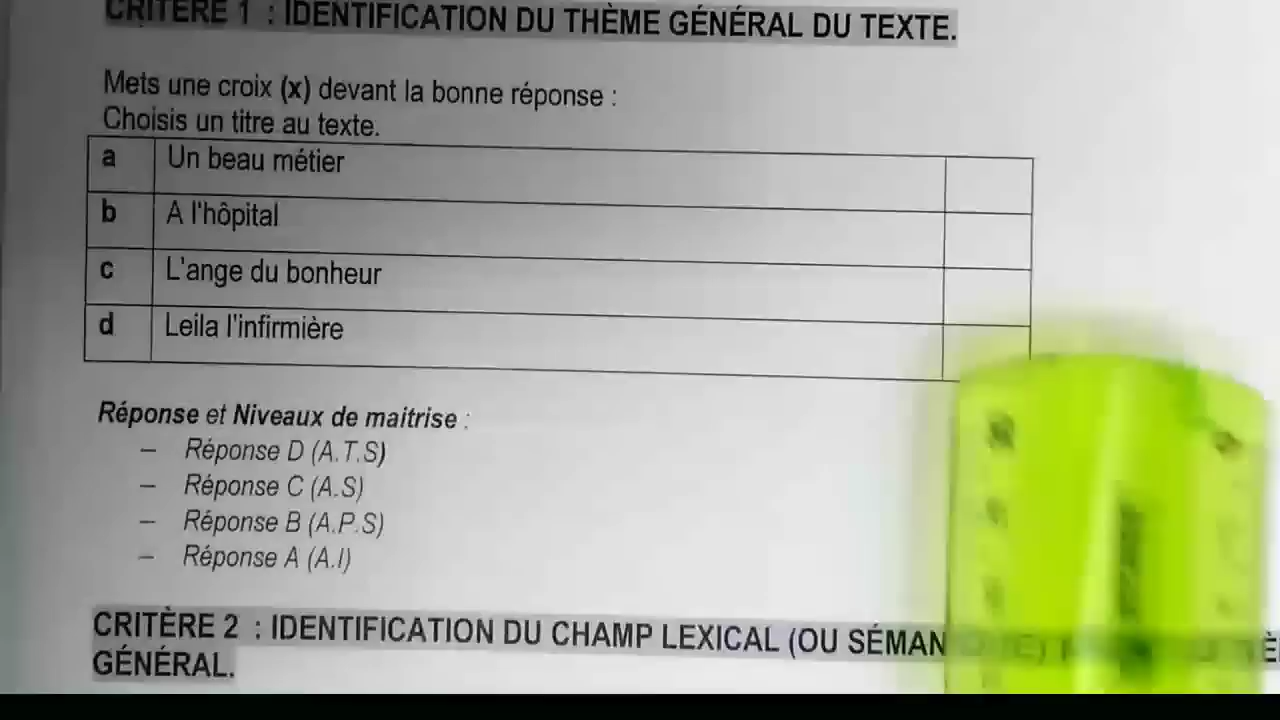 CRITÈRE 1 : IDENTIFICATION DU THÈME GÉNÉRAL DU TEXTE.
Mets une croix (x) devant la bonne réponse :
Choisis un titre au texte.
a Un beau métier
b A l'hôpital
c L'ange du bonheur
d Leila l'infirmière
Réponse et Niveaux de maitrise :
– Réponse D (A.T.S)
– Réponse C (A.S)
– Réponse B (A.P.S)
– Réponse A (A.I)
CRITÈRE 2 : IDENTIFICATION DU CHAMP LEXICAL (OU
GÉNÉRAL.